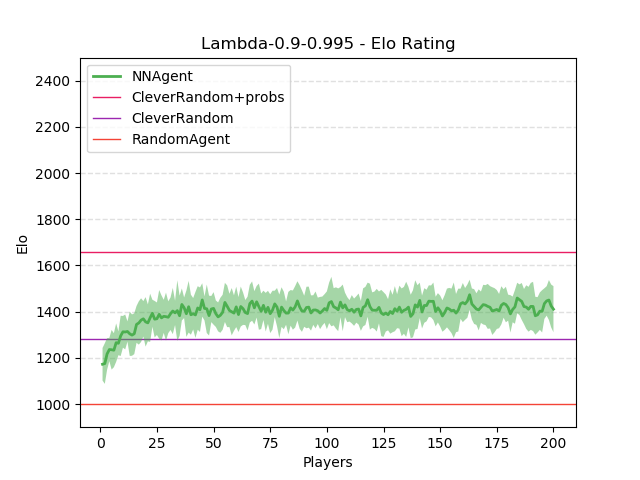 Lambda-0.9-0.995 - Elo Rating
NNAgent
CleverRandom+probs
CleverRandom
RandomAgent
2400
2200
2000
1800
1600
1400
1200
1000
Elo
0 25 50 75 100 125 150 175 200
Players